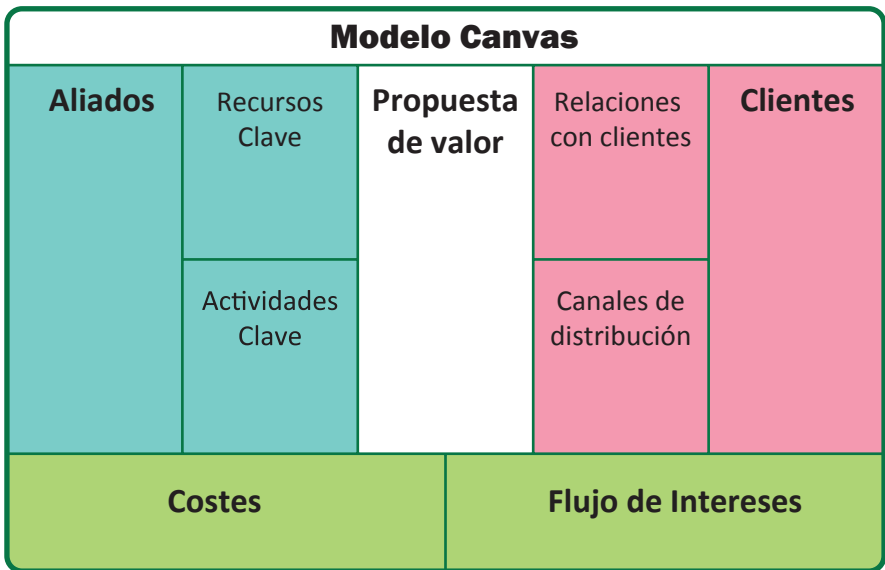 Modelo Canvas
Aliados
Recursos
Clave
Actividades
Clave
Propuesta
de valor
Relaciones
con clientes
Canales de
distribución
Clientes
Costes
Flujo de Intereses